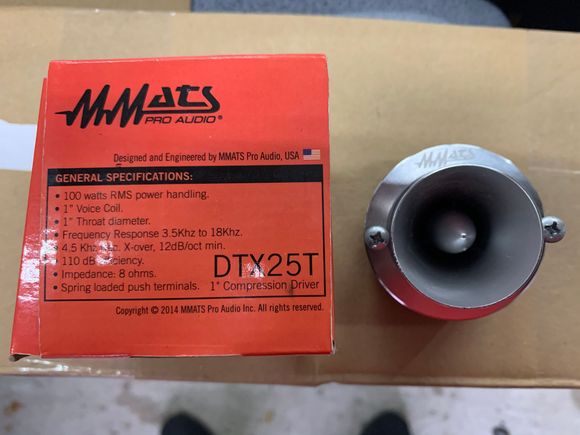 MMats
PRO AUDIO®
Designed and Engineered by MMATS Pro Audio, USA
GENERAL SPECIFICATIONS:
• 100 watts RMS power handling.
• 1" Voice Coil.
• 1" Throat diameter.
• Frequency Response 3.5Khz to 18Khz.
• 4.5 Khz X-over, 12dB/oct min.
• 110 dB
• Impedance: 8 ohms.
• Spring loaded push terminals.
DTX25T
1" Compression Driver
Copyright © 2014 MMATS Pro Audio Inc. All rights reserved.
MMATS